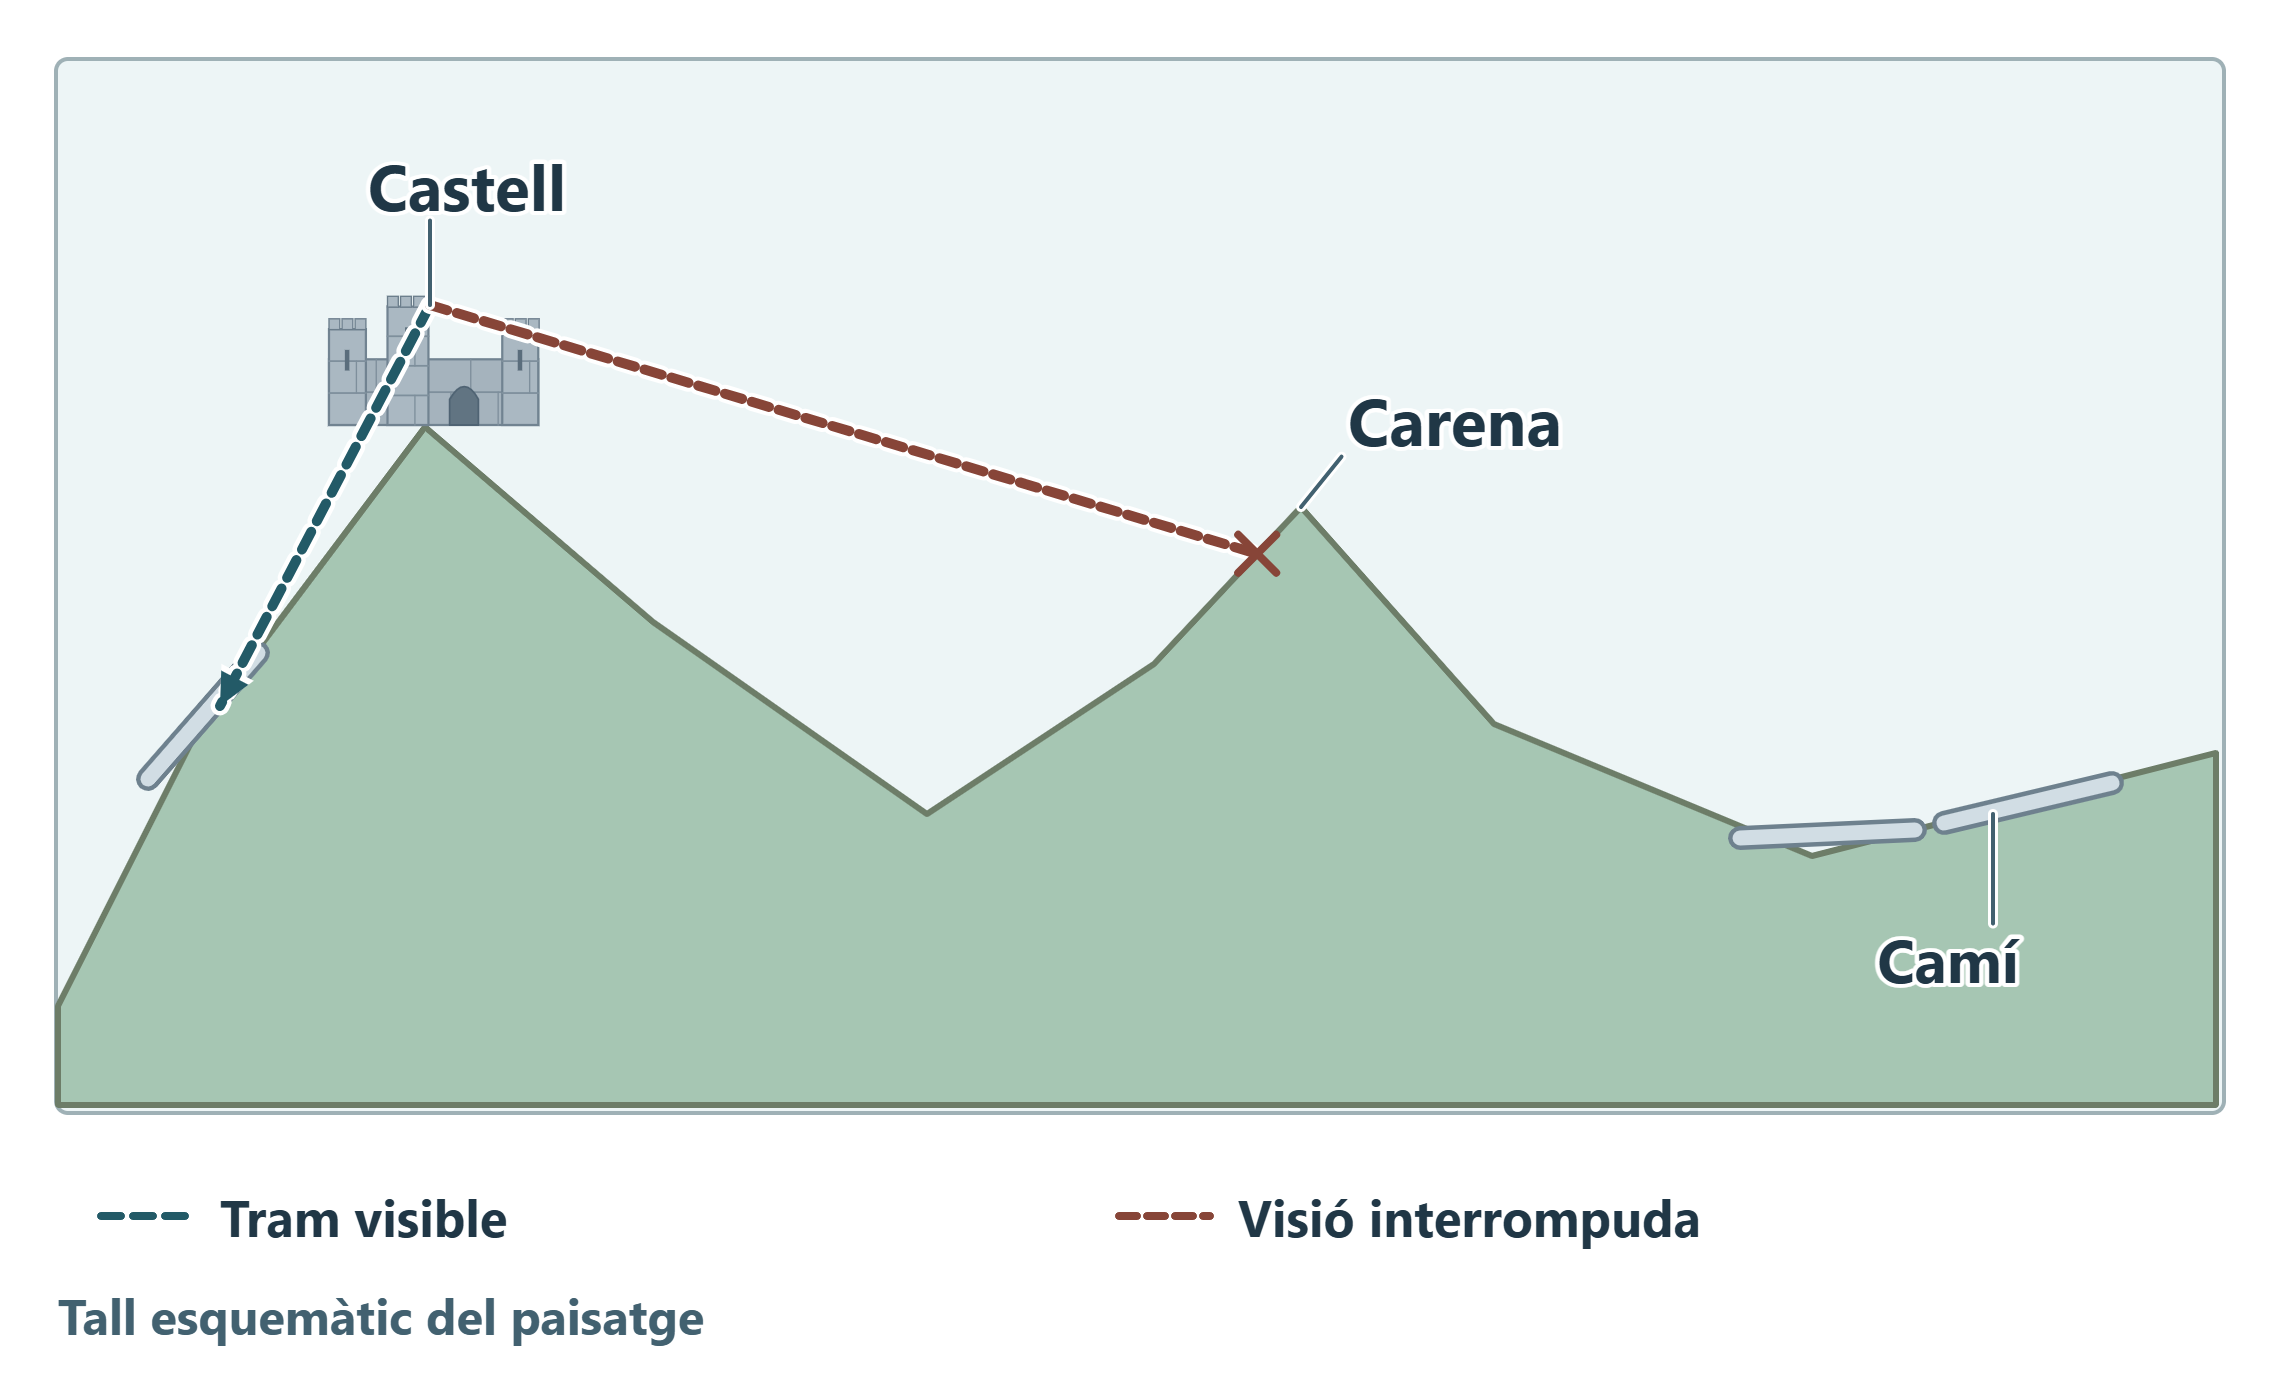 Castell
Carena
Camí
Tram visible
Visió interrompuda
Tall esquemàtic del paisatge